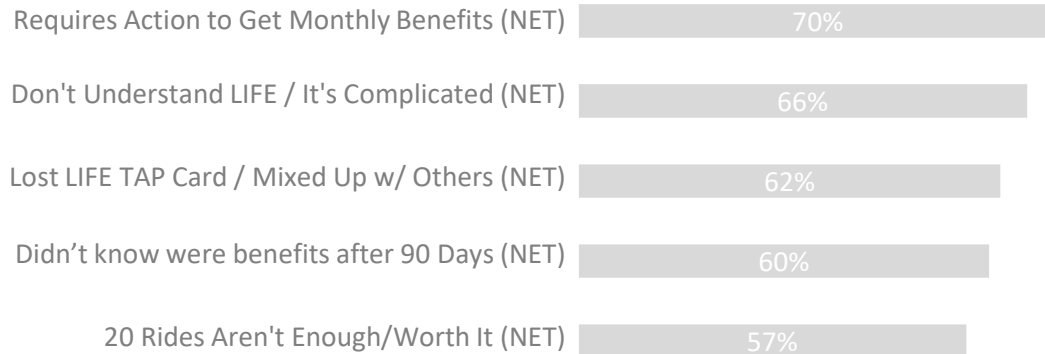 Requires Action to Get Monthly Benefits (NET) 70%
Don't Understand LIFE / It's Complicated (NET) 66%
Lost LIFE TAP Card / Mixed Up w/ Others (NET) 62%
Didn’t know were benefits after 90 Days (NET) 60%
20 Rides Aren't Enough/Worth It (NET) 57%